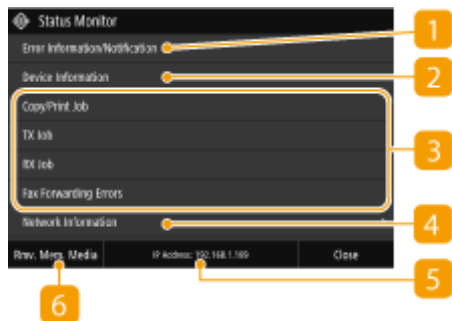 Status Monitor
Error Information/Notification
Device Information
Copy/Print Job
TX Job
RX Job
Fax Forwarding Errors
Network Information
Rmv. Mem. Media
IP Address: 192.168.1.109
Close
1
2
3
4
5
6